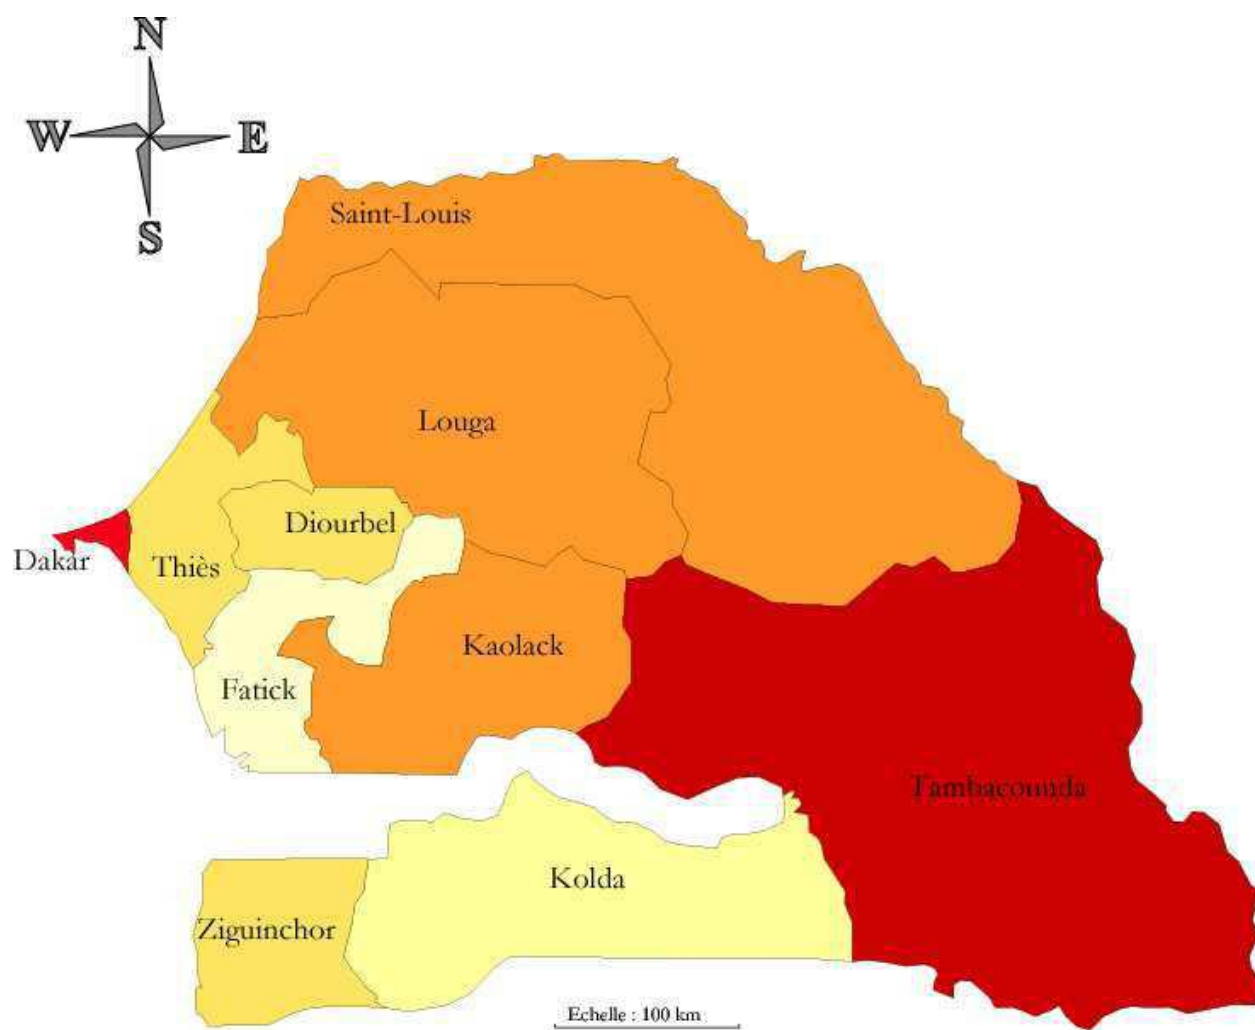 N
W
E
S
Saint-Louis
Louga
Diourbel
Dakar
Thiès
Kaolack
Fatick
Tambacounda
Kolda
Ziguinchor
Echelle : 100 km